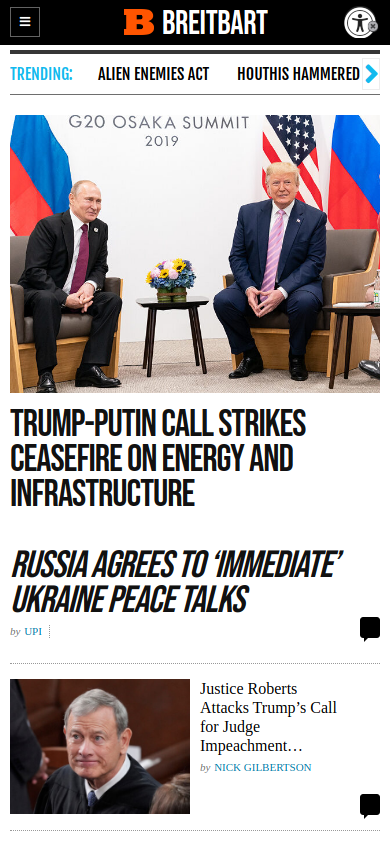 BREITBART
TRENDING:
ALIEN ENEMIES ACT
HOUTHIS HAMMERED
G20 OSAKA SUMMIT
2019
TRUMP-PUTIN CALL STRIKES
CEASEFIRE ON ENERGY AND
INFRASTRUCTURE
RUSSIA AGREES TO ‘IMMEDIATE’
UKRAINE PEACE TALKS
by UPI
Justice Roberts
Attacks Trump’s Call
for Judge
Impeachment…
by NICK GILBERTSON